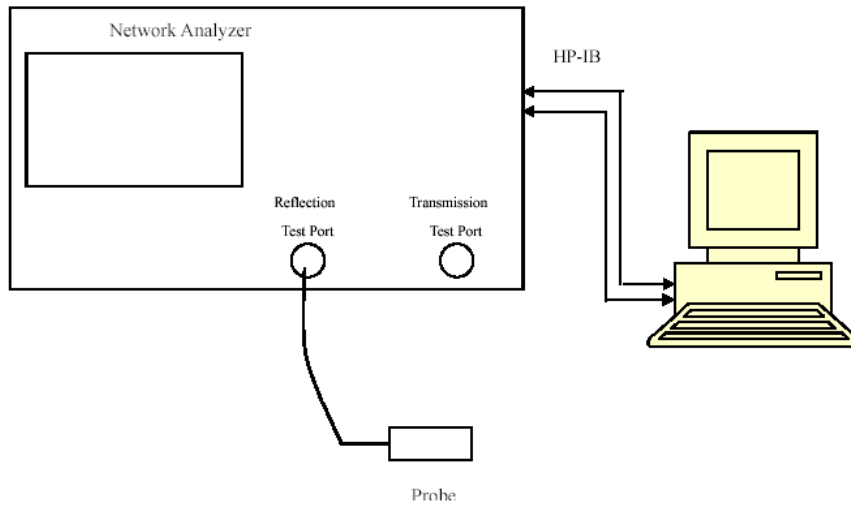 Network Analyzer
HP-IB
Reflection
Test Port
Transmission
Test Port
Probe